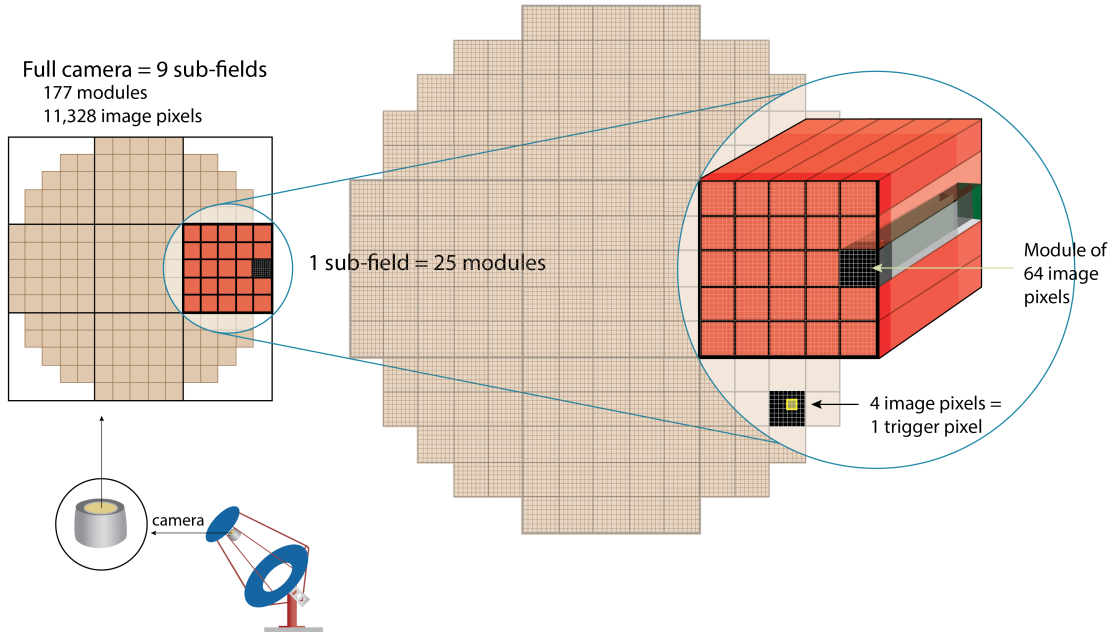 Full camera = 9 sub-fields
177 modules
11,328 image pixels
1 sub-field = 25 modules
Module of
64 image
pixels
4 image pixels =
1 trigger pixel
camera